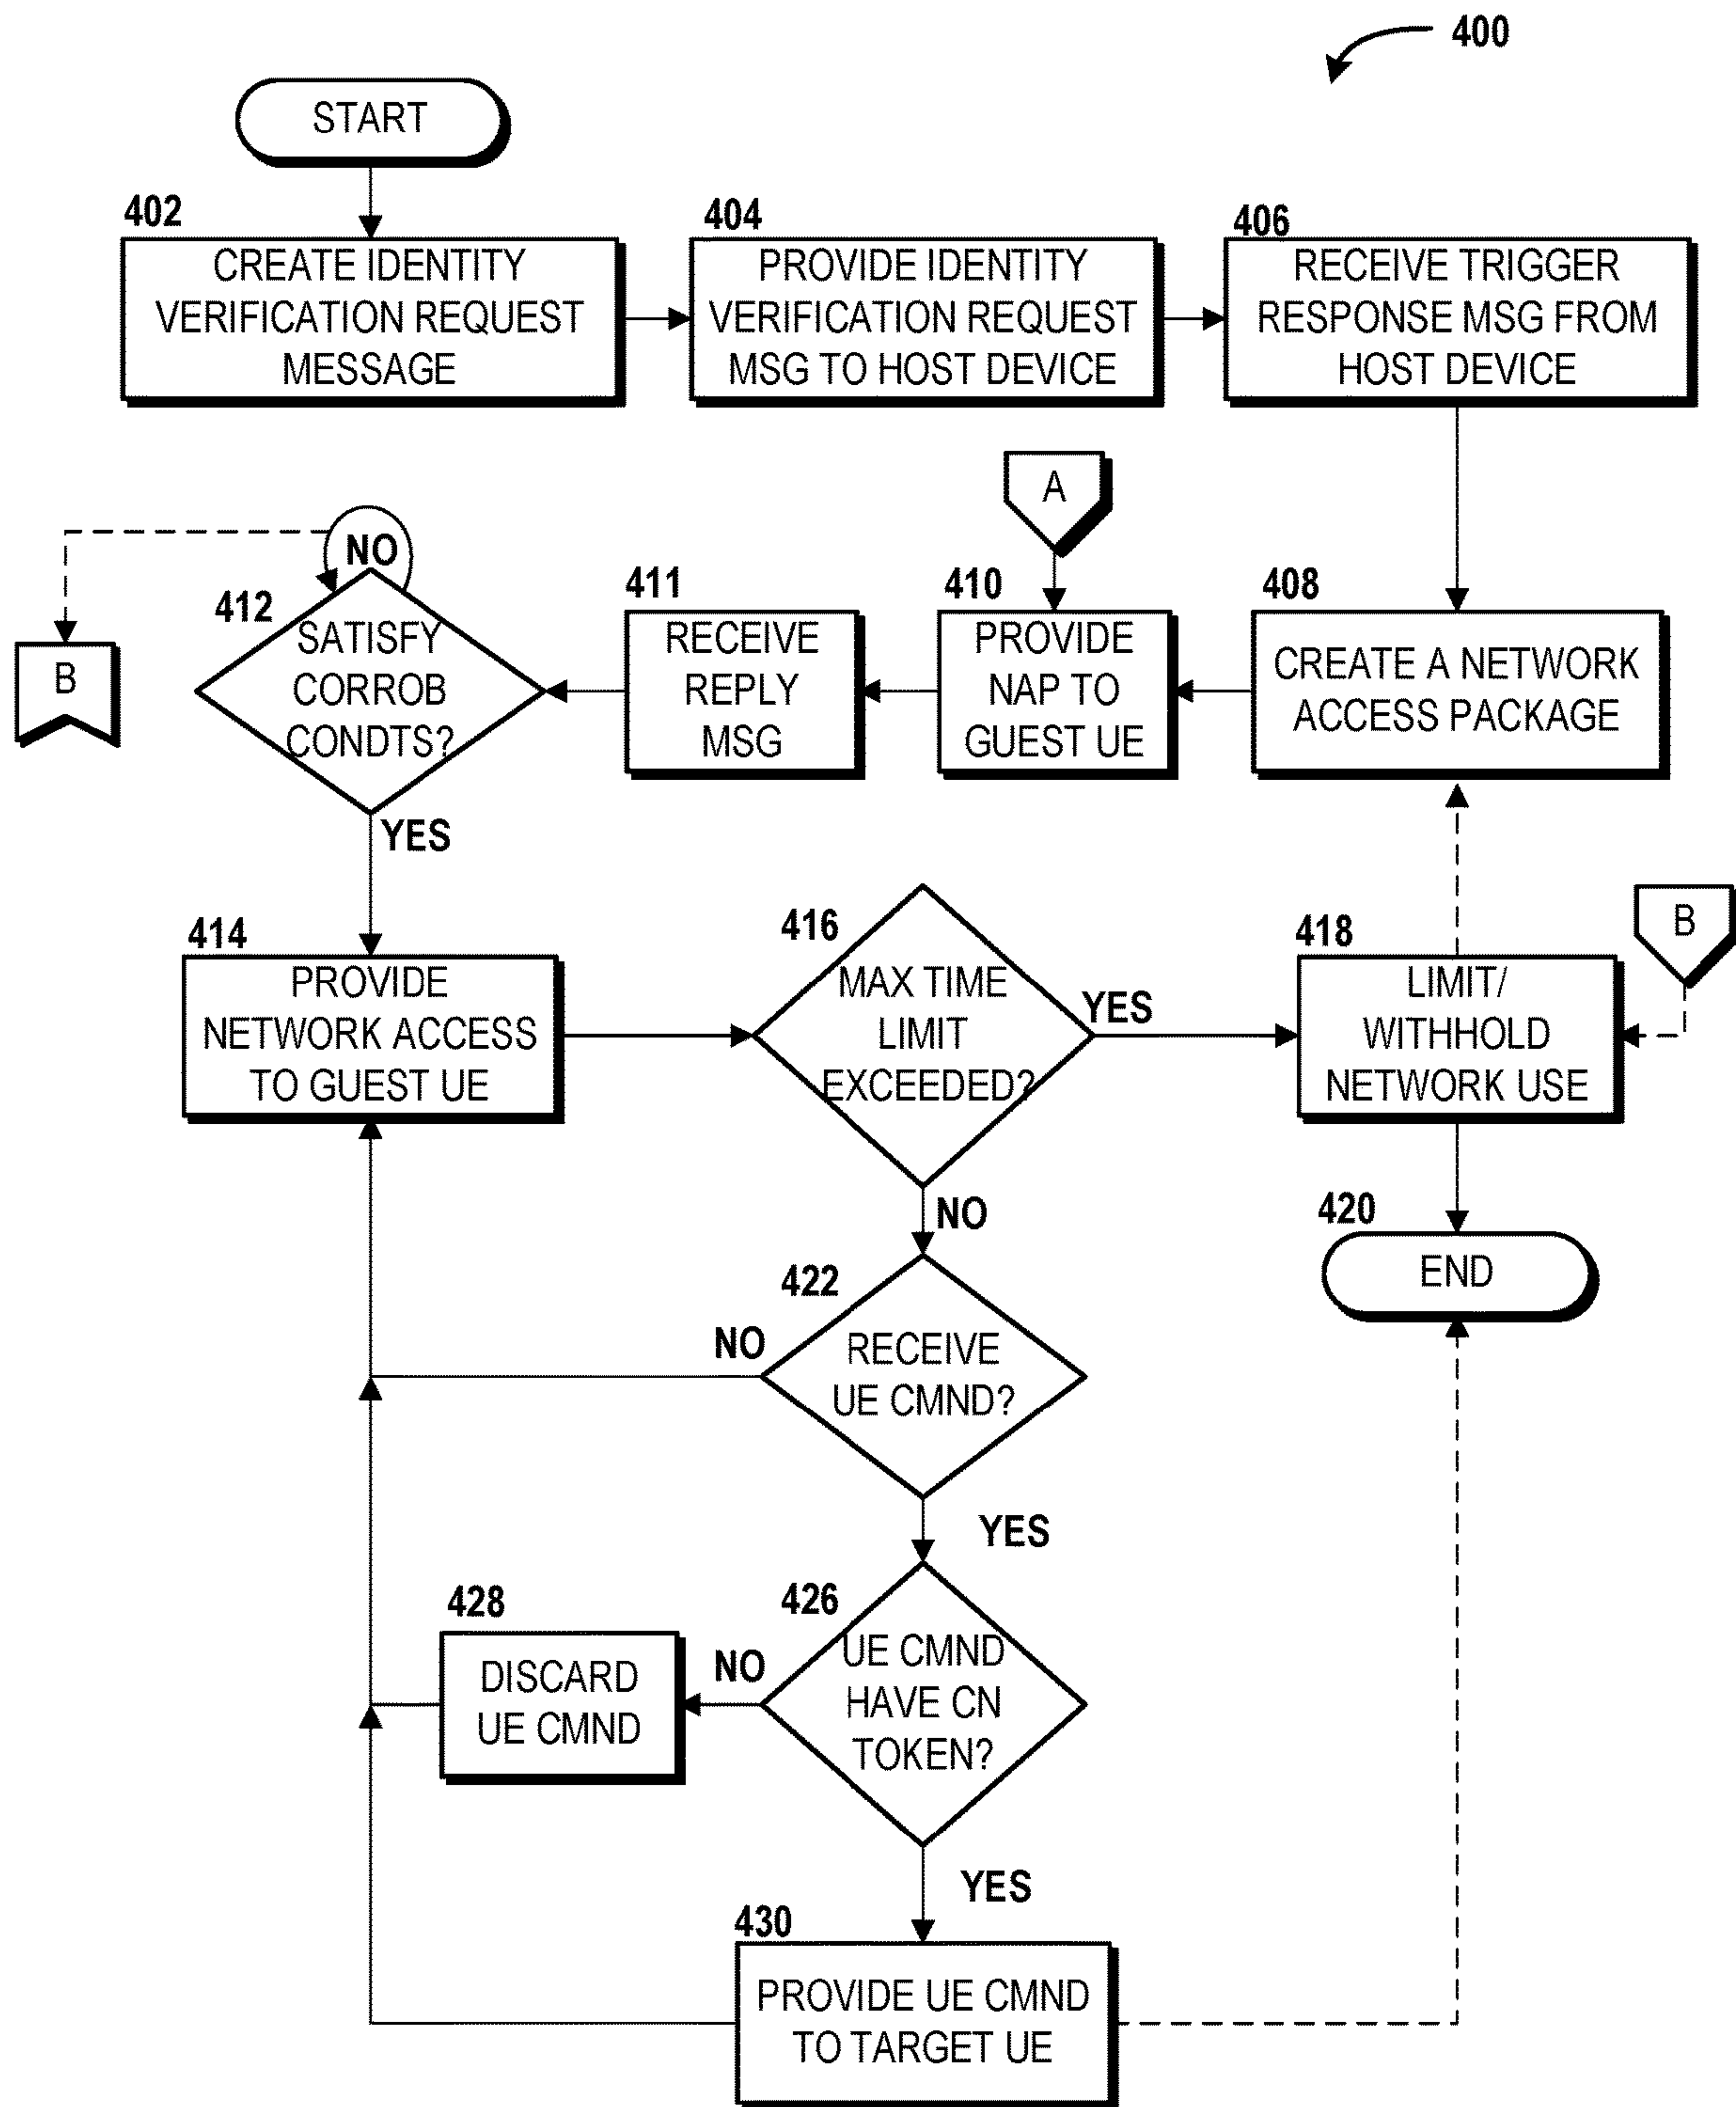 400
START
402
CREATE IDENTITY
VERIFICATION REQUEST
MESSAGE
404
PROVIDE IDENTITY
VERIFICATION REQUEST
MSG TO HOST DEVICE
406
RECEIVE TRIGGER
RESPONSE MSG FROM
HOST DEVICE
A
408
CREATE A NETWORK
ACCESS PACKAGE
410
PROVIDE
NAP TO
GUEST UE
411
RECEIVE
REPLY
MSG
412
SATISFY
CORROB
CONDTS?
NO
B
YES
414
PROVIDE
NETWORK ACCESS
TO GUEST UE
416
MAX TIME
LIMIT
EXCEEDED?
YES
418
LIMIT/
WITHHOLD
NETWORK USE
B
420
END
NO
422
RECEIVE
UE CMND?
NO
YES
426
UE CMND
HAVE CN
TOKEN?
NO
428
DISCARD
UE CMND
YES
430
PROVIDE UE CMND
TO TARGET UE